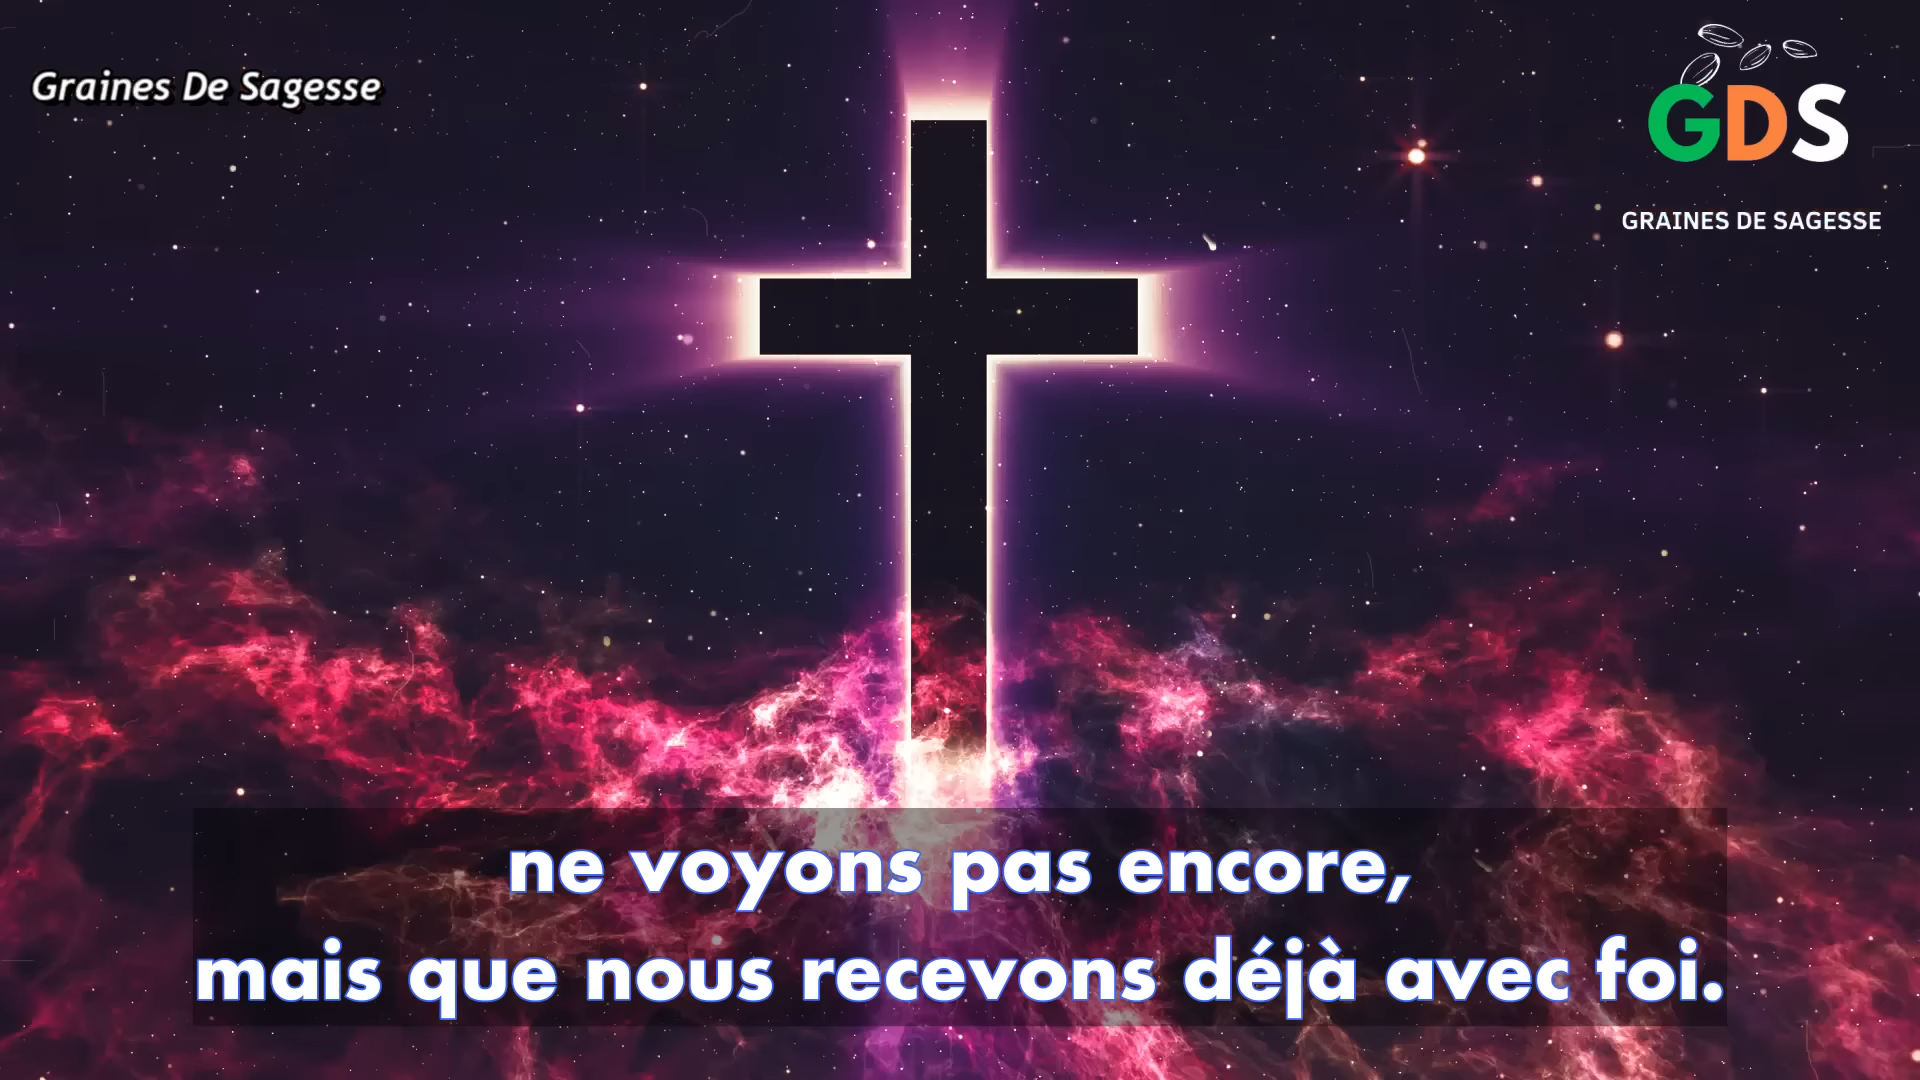 Graines De Sagesse
GDS
GRAINES DE SAGESSE
ne voyons pas encore,
mais que nous recevons déjà avec foi.